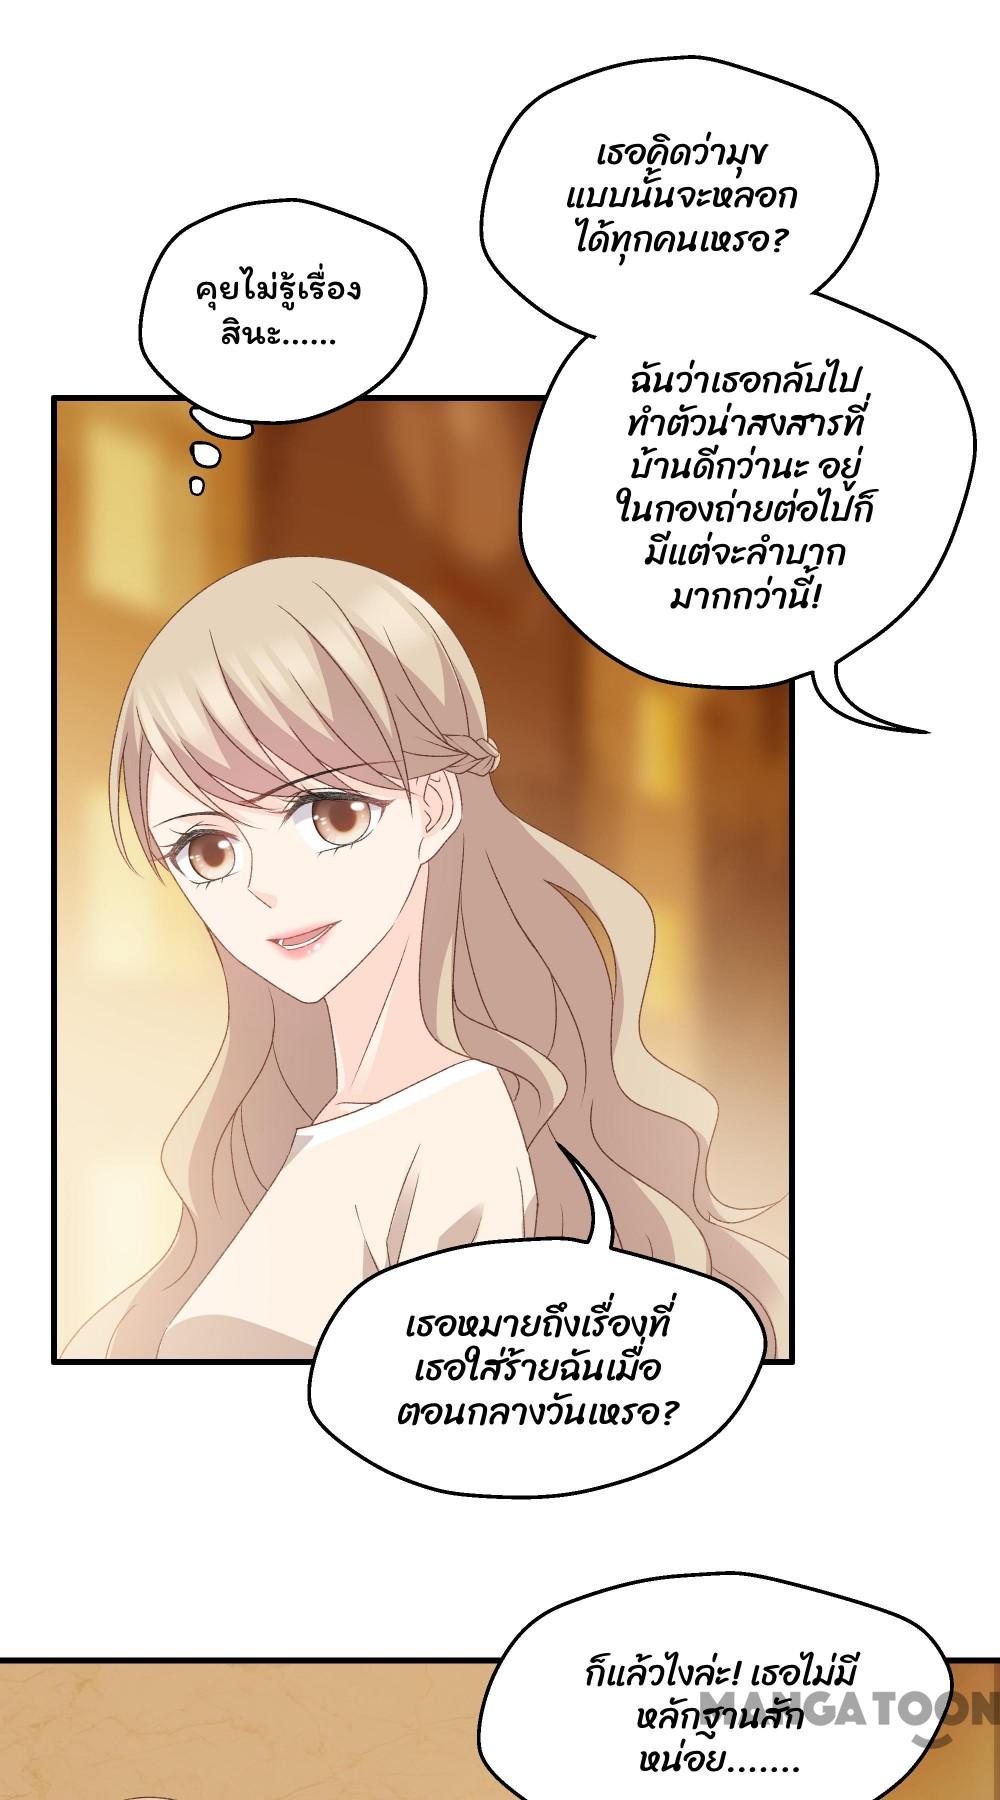 เธอคิดว่ามุข
แบบนั้นจะหลอก
ได้ทุกคนเหรอ?
คุยไม่รู้เรื่อง
สินะ......
ฉันว่าเธอกลับไป
ทำตัวน่าสงสารที่
บ้านดีกว่านะ อยู่
ในกองถ่ายต่อไปก็
มีแต่จะลำบาก
มากกว่านี้!
เธอหมายถึงเรื่องที่
เธอใส่ร้ายฉันเมื่อ
ตอนกลางวันเหรอ?
ก็แล้วไงล่ะ! เธอไม่มี
หลักฐานสัก
หน่อย.......
MANGATOON